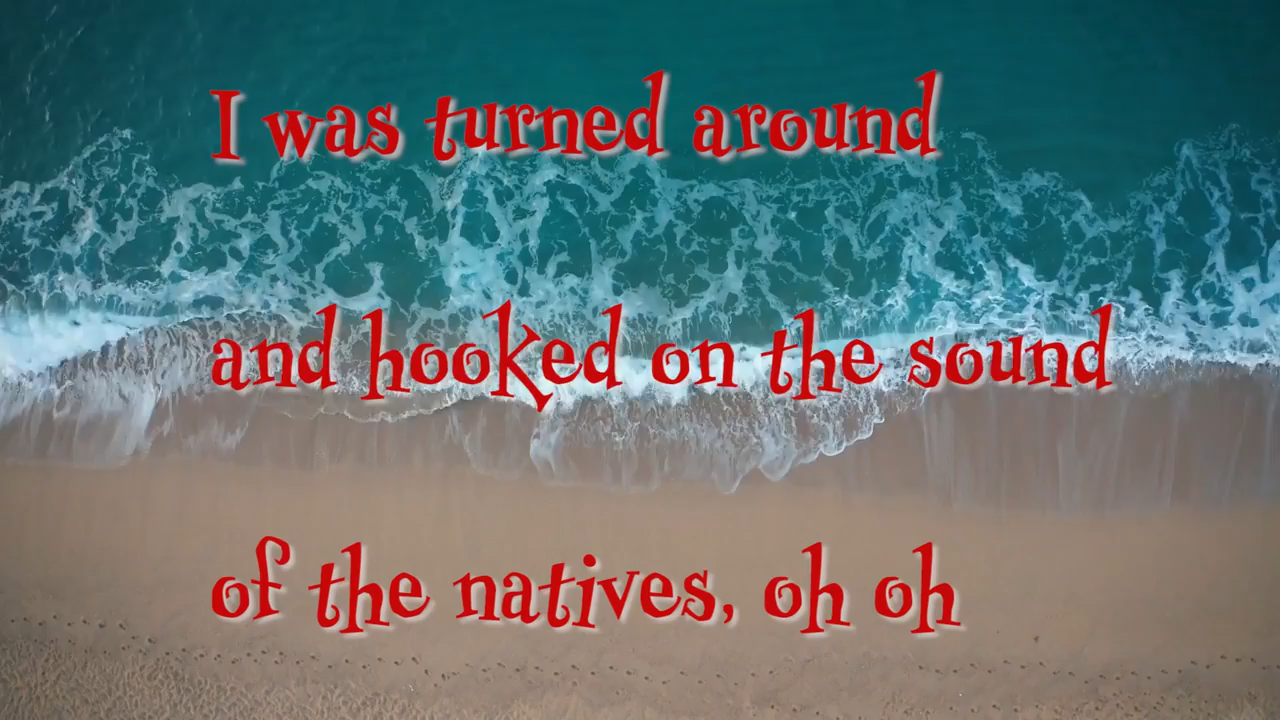 I was turned around
and hooked on the sound
of the natives, oh oh